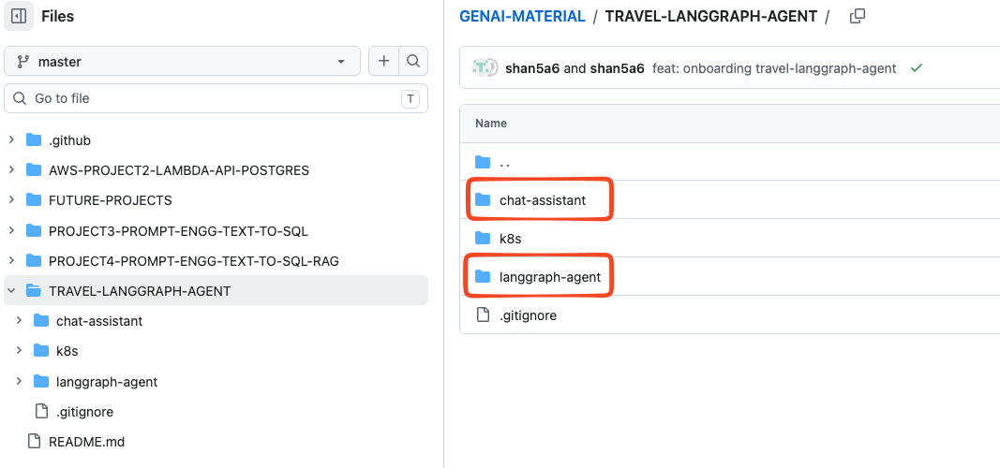 Files
master
Go to file
T
.github
AWS-PROJECT2-LAMBDA-API-POSTGRES
FUTURE-PROJECTS
PROJECT3-PROMPT-ENGG-TEXT-TO-SQL
PROJECT4-PROMPT-ENGG-TEXT-TO-SQL-RAG
TRAVEL-LANGGRAPH-AGENT
chat-assistant
k8s
langgraph-agent
.gitignore
README.md
GENAI-MATERIAL / TRAVEL-LANGGRAPH-AGENT /
shan5a6 and shan5a6 feat: onboarding travel-langgraph-agent
Name
..
chat-assistant
k8s
langgraph-agent
.gitignore